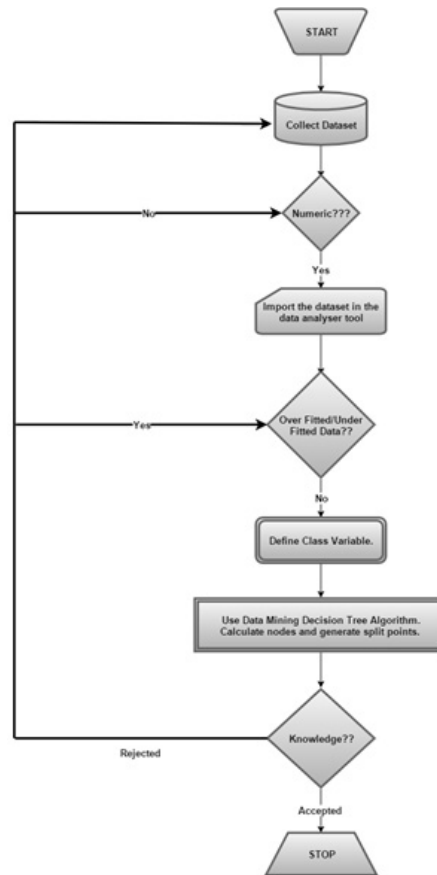 START
Collect Dataset
Numeric???
No
Yes
Import the dataset in the
data analyser tool
Over Fitted/Under
Fitted Data??
Yes
No
Define Class Variable.
Use Data Mining Decision Tree Algorithm.
Calculate nodes and generate split points.
Knowledge??
Rejected
Accepted
STOP